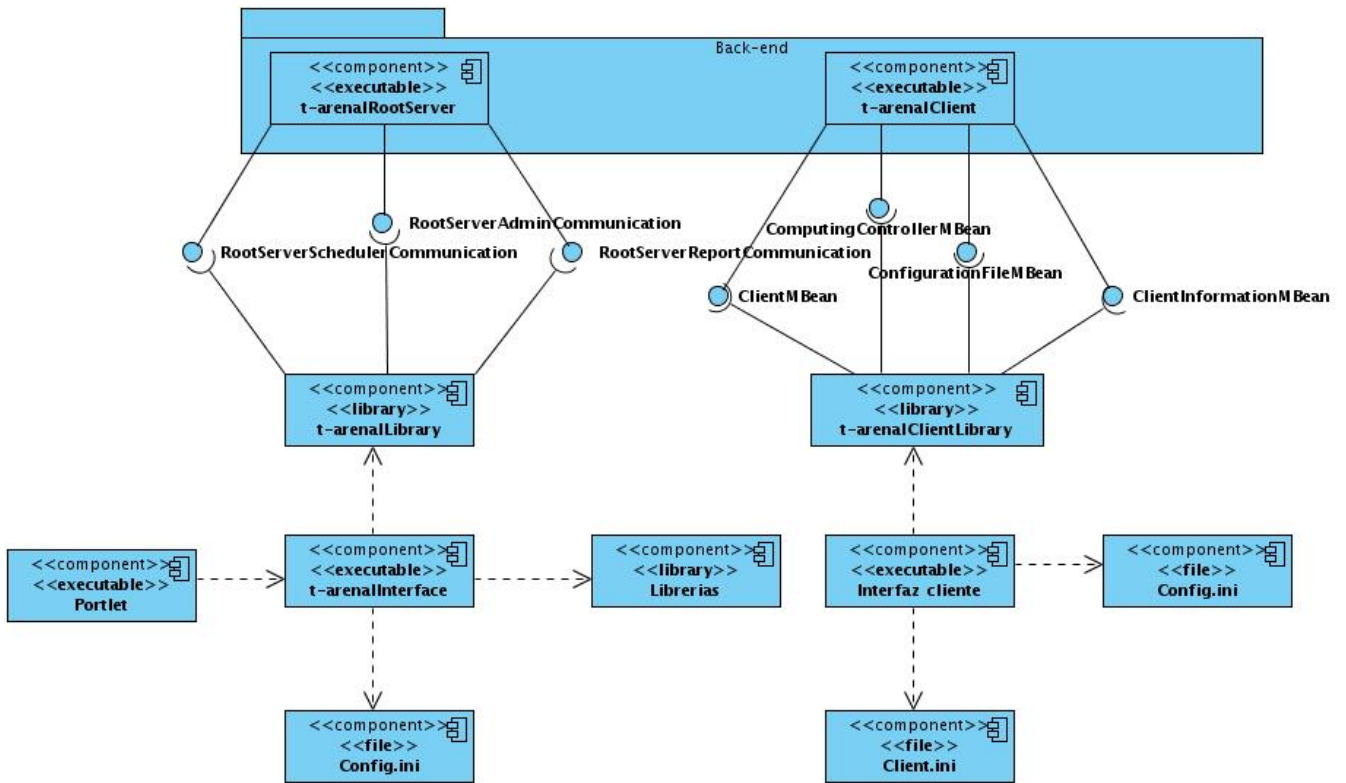 Back-end
<<component>>
<<executable>>
t-arenalRootServer
<<component>>
<<executable>>
t-arenalClient
RootServerAdminCommunication
RootServerSchedulerCommunication
RootServerReportCommunication
ComputingControllerMBean
ConfigurationFileMBean
ClientMBean
ClientInformationMBean
<<component>>
<<library>>
t-arenalLibrary
<<component>>
<<library>>
t-arenalClientLibrary
<<component>>
<<executable>>
Portlet
<<component>>
<<executable>>
t-arenalInterface
<<component>>
<<library>>
Librerias
<<component>>
<<executable>>
Interfaz cliente
<<component>>
<<file>>
Config.ini
<<component>>
<<file>>
Config.ini
<<component>>
<<file>>
Client.ini